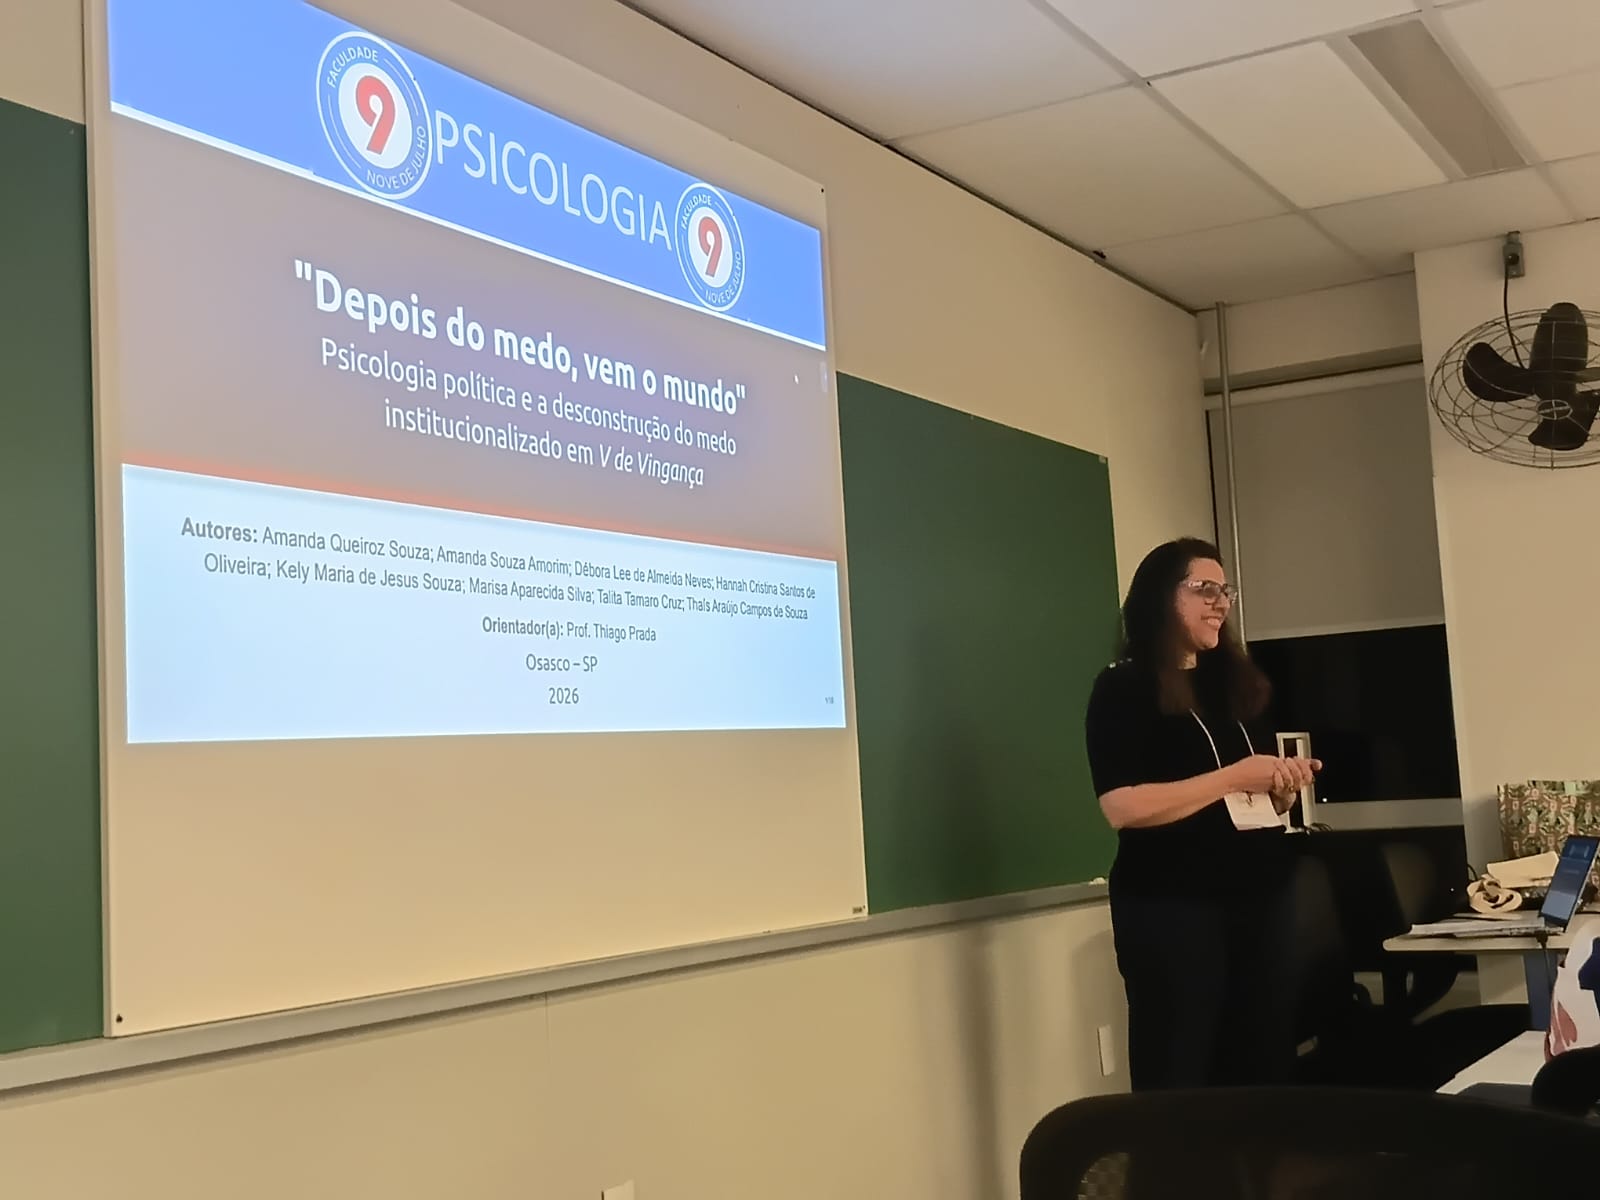 FACULDADE
9
NOVE DE JULHO
PSICOLOGIA
FACULDADE
9
NOVE DE JULHO
"Depois do medo, vem o mundo"
Psicologia política e a desconstrução do medo
institucionalizado em V de Vingança
Autores: Amanda Queiroz Souza; Amanda Souza Amorim; Débora Lee de Almeida Neves; Hannah Cristina Santos de
Oliveira; Kely Maria de Jesus Souza; Marisa Aparecida Silva; Talita Tamaro Cruz; Thaís Araújo Campos de Souza
Orientador(a): Prof. Thiago Prada
Osasco – SP
2026